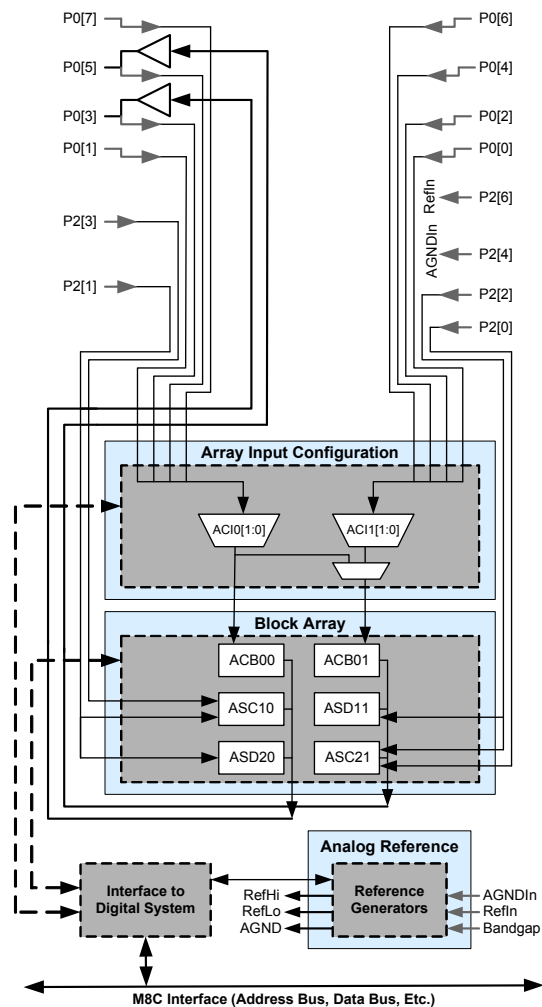 P0[7]
P0[5]
P0[3]
P0[1]
P2[3]
P2[1]
P0[6]
P0[4]
P0[2]
P0[0]
P2[6]
RefIn
P2[4]
AGNDIn
P2[2]
P2[0]
Array Input Configuration
ACI0[1:0]
ACI1[1:0]
Block Array
ACB00
ACB01
ASC10
ASD11
ASD20
ASC21
Analog Reference
Interface to
Digital System
RefHi
RefLo
AGND
Reference
Generators
AGNDIn
RefIn
Bandgap
M8C Interface (Address Bus, Data Bus, Etc.)